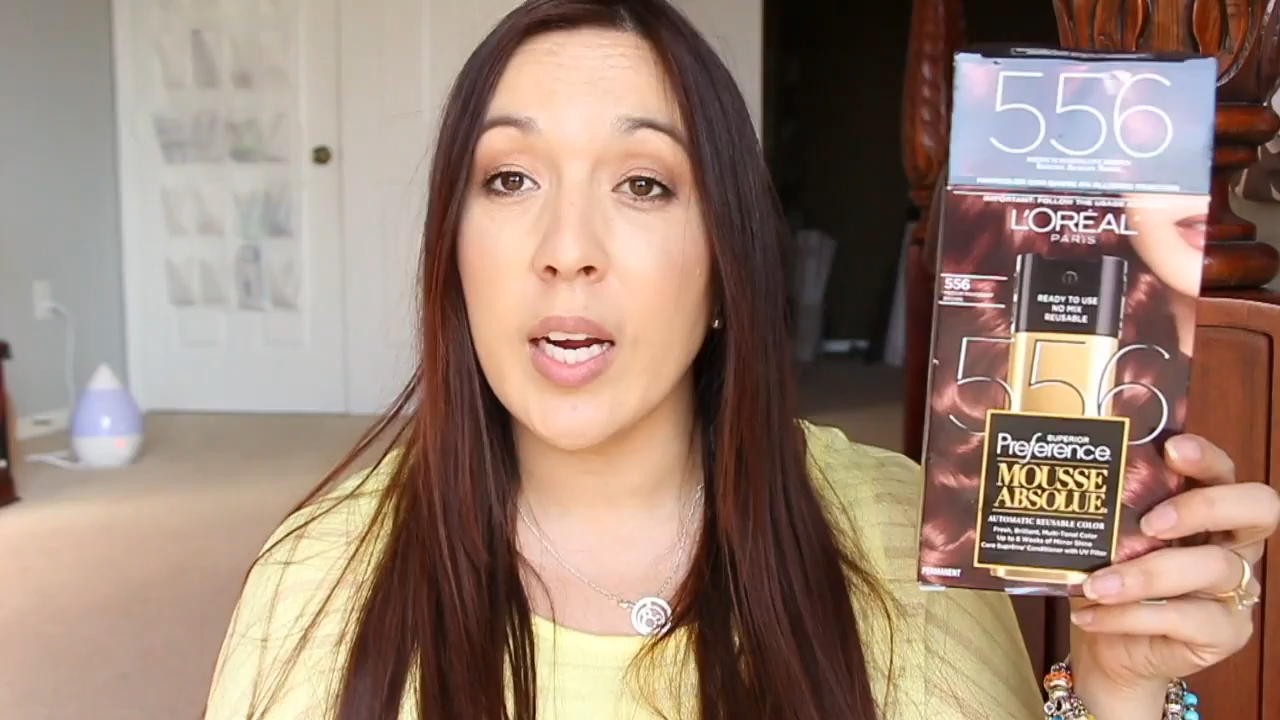 556
IMPORTANT: FOLLOW THE USAGE
L'ORÉAL
PARIS
556
READY TO USE
NO MIX
REUSABLE
556
SUPERIOR
Preference
MOUSSE
ABSOLUE
AUTOMATIC REUSABLE COLOR
Fresh, Brilliant, Multi-Tonal Color
Up to 6 Weeks of Mirror Shine
Care Suprême Conditioner with UV Filter
PERMANENT